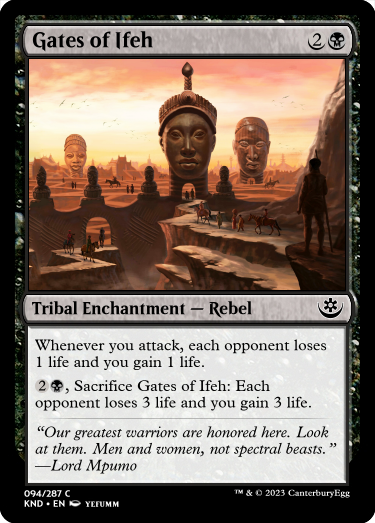 Gates of Ifeh 2
Tribal Enchantment — Rebel
Whenever you attack, each opponent loses
1 life and you gain 1 life.
2, Sacrifice Gates of Ifeh: Each
opponent loses 3 life and you gain 3 life.
“Our greatest warriors are honored here. Look
at them. Men and women, not spectral beasts.”
—Lord Mpumo
094/287 C
KND • EN YEFUMM
™ & © 2023 CanterburyEgg